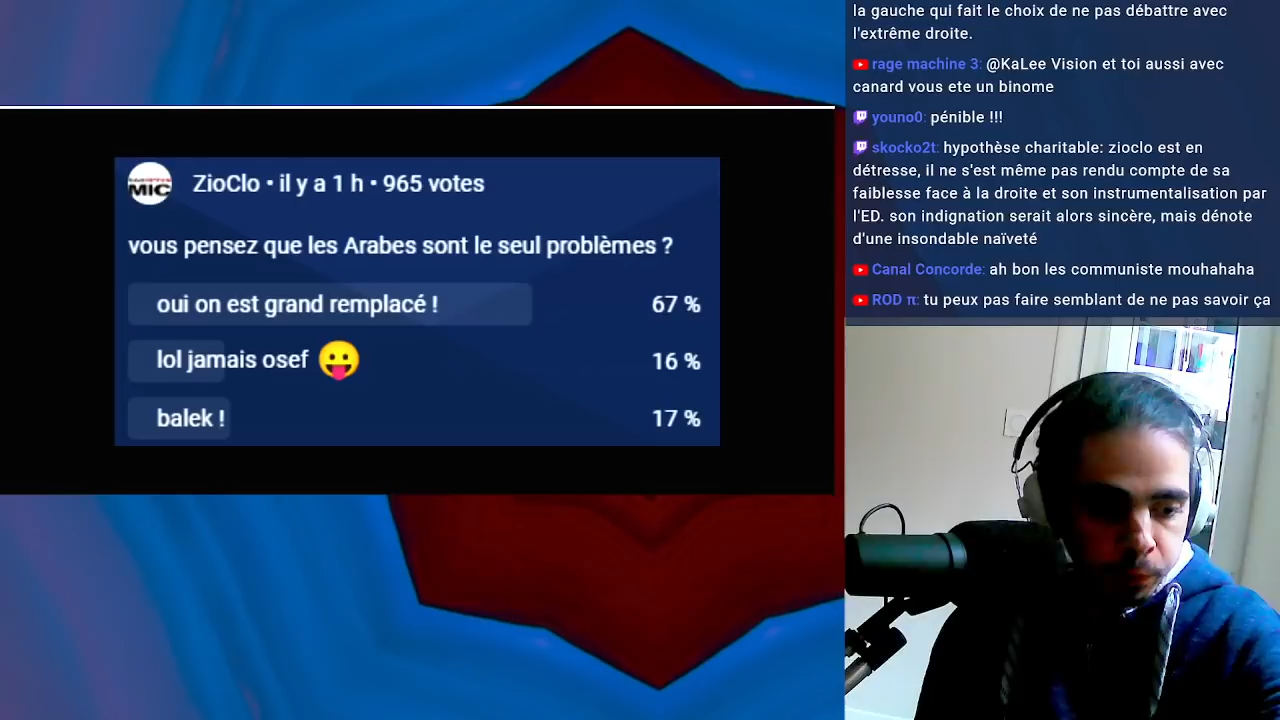 MIC
ZioClo • il y a 1 h • 965 votes
vous pensez que les Arabes sont le seul problèmes ?
oui on est grand remplacé ! 67 %
lol jamais osef 😛 16 %
balek ! 17 %
la gauche qui fait le choix de ne pas débattre avec
l'extrême droite.
rage machine 3: @KaLee Vision et toi aussi avec
canard vous ete un binome
youno0: pénible !!!
skocko2t: hypothèse charitable: zioclo est en
détresse, il ne s'est même pas rendu compte de sa
faiblesse face à la droite et son instrumentalisation par
l'ED. son indignation serait alors sincère, mais dénote
d'une insondable naïveté
Canal Concorde: ah bon les communiste mouhahaha
ROD π: tu peux pas faire semblant de ne pas savoir ça